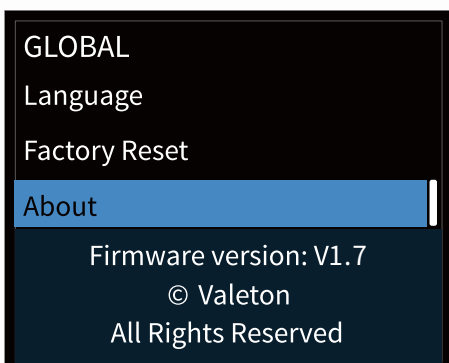 GLOBAL
Language
Factory Reset
About
Firmware version: V1.7
© Valeton
All Rights Reserved